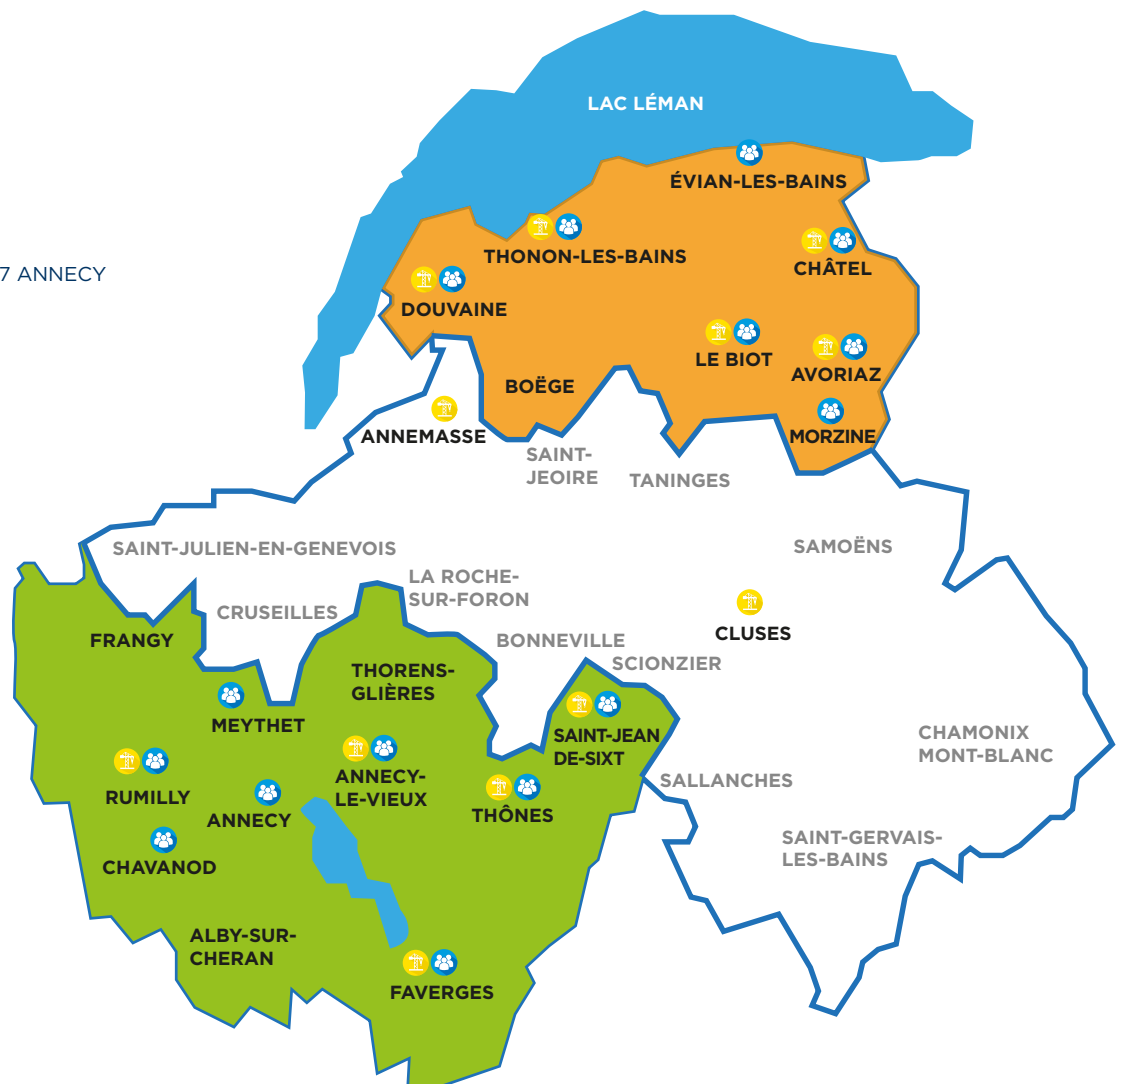 LAC LÉMAN
ÉVIAN-LES-BAINS
THONON-LES-BAINS
CHÂTEL
7 ANNECY
DOUVAINE
LE BIOT
AVORIAZ
BOËGE
ANNEMASSE
MORZINE
SAINT-
JEOIRE
TANINGES
SAINT-JULIEN-EN-GENEVOIS
SAMOËNS
LA ROCHE-
SUR-FORON
CRUSEILLES
FRANGY
BONNEVILLE
CLUSES
SCIONZIER
THORENS-
GLIÈRES
MEYTHET
SAINT-JEAN
DE-SIXT
CHAMONIX
MONT-BLANC
ANNECY-
LE-VIEUX
SALLANCHES
RUMILLY
THÔNES
ANNECY
SAINT-GERVAIS-
LES-BAINS
CHAVANOD
ALBY-SUR-
CHERAN
FAVERGES